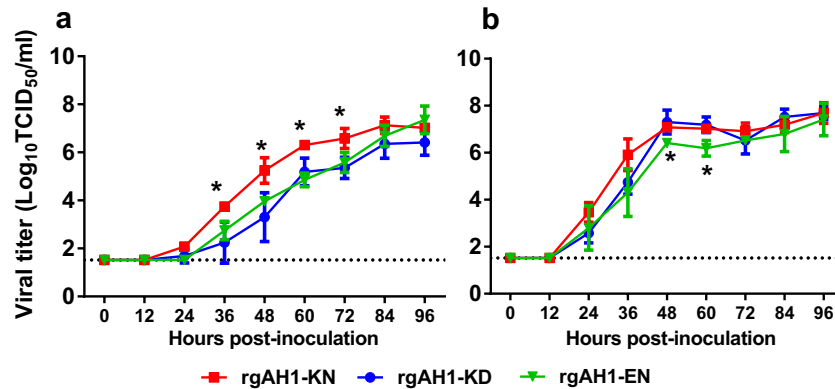 a
b
Viral titer (Log10TCID50/ml)
10
8
6
4
2
0
* * * *
0 12 24 36 48 60 72 84 96
Hours post-inoculation
10
8
6
4
2
0
* *
0 12 24 36 48 60 72 84 96
Hours post-inoculation
rgAH1-KN rgAH1-KD rgAH1-EN